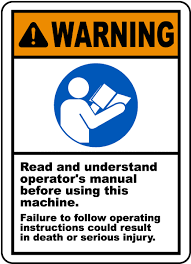 WARNING
Read and understand
operator's manual
before using this
machine.
Failure to follow operating
instructions could result
in death or serious injury.